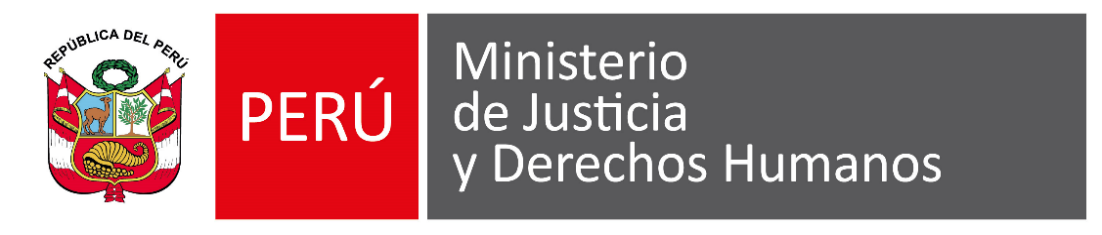 REPÚBLICA DEL PERÚ
PERÚ
Ministerio
de Justicia
y Derechos Humanos